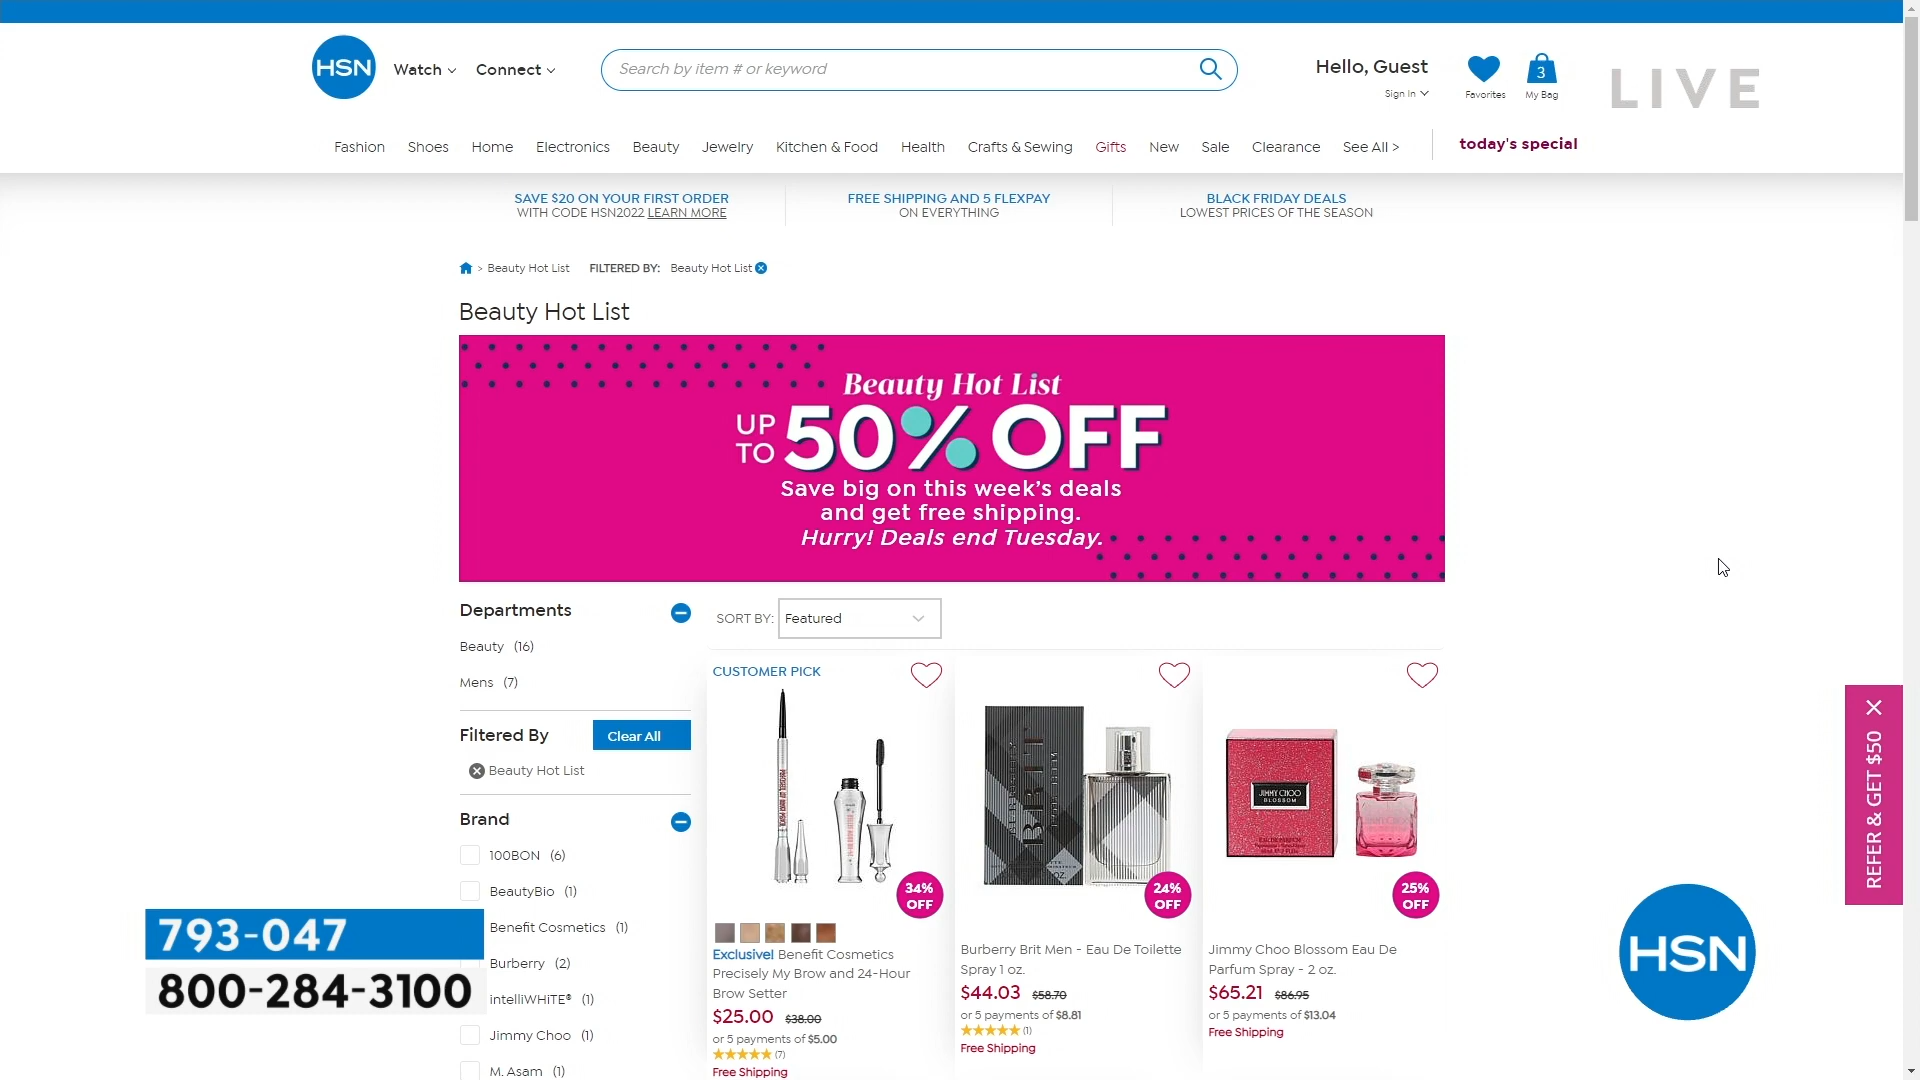 HSN
Watch
Connect
Search by item # or keyword
Hello, Guest
Sign In
Favorites
3
My Bag
LIVE
Fashion
Shoes
Home
Electronics
Beauty
Jewelry
Kitchen & Food
Health
Crafts & Sewing
Gifts
New
Sale
Clearance
See All >
today's special
SAVE $20 ON YOUR FIRST ORDER
WITH CODE HSN2022 LEARN MORE
FREE SHIPPING AND 5 FLEXPAY
ON EVERYTHING
BLACK FRIDAY DEALS
LOWEST PRICES OF THE SEASON
> Beauty Hot List
FILTERED BY: Beauty Hot List
Beauty Hot List
Beauty Hot List
UP TO 50% OFF
Save big on this week's deals
and get free shipping.
Hurry! Deals end Tuesday.
Departments
Beauty (16)
Mens (7)
Filtered By
Clear All
Beauty Hot List
Brand
100BON (6)
BeautyBio (1)
Benefit Cosmetics (1)
Burberry (2)
intelliWHiTE® (1)
Jimmy Choo (1)
M. Asam (1)
793-047
800-284-3100
SORT BY: Featured
CUSTOMER PICK
34%
OFF
Exclusive! Benefit Cosmetics
Precisely My Brow and 24-Hour
Brow Setter
$25.00 $38.00
or 5 payments of $5.00
(7)
Free Shipping
BRIT
24%
OFF
Burberry Brit Men - Eau De Toilette
Spray 1 oz.
$44.03 $58.70
or 5 payments of $8.81
(1)
Free Shipping
JIMMY CHOO
BLOSSOM
25%
OFF
Jimmy Choo Blossom Eau De
Parfum Spray - 2 oz.
$65.21 $86.95
or 5 payments of $13.04
Free Shipping
REFER & GET $50
HSN